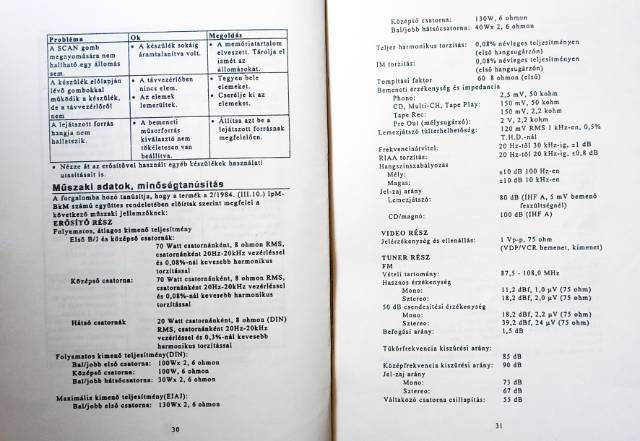 Probléma Ok Megoldás
A SCAN gomb
megnyomására nem
hallható egy állomás
sem.
• A készülék sokáig
áramtalanítva volt.
• A memóriatartalom
elveszett. Tárolja el
ismét az
állomásokat.
A készülék előlapján
lévő gombokkal
működik a készülék,
de a távvezérlőről
nem
• A távvezérlőben
nincs elem.
• Az elemek
lemerültek.
• Tegyen bele
elemeket.
• Cserélje ki az
elemeket.
A lejátszott forrás
hangja nem
hallatszik.
• A bemeneti
műsorforrás
kiválasztó nem
tökéletesen van
beállítva.
• Állítsa azt be a
lejátszott forrásnak
megfelelően.
• Nézze át az erősítővel használt egyéb készülékek használati
utasításait is.
Műszaki adatok, minőségtanúsítás
A forgalomba hozó tanúsítja, hogy a termék a 2/1984. (III.10.) IpM-
BkM számú együttes rendeletében előírtak szerint megfelel a
következő műszaki jellemzőknek:
ERŐSÍTŐ RÉSZ
Folyamatos, átlagos kimenő teljesítmény
Első B/J és középső csatornák:
70 Watt csatornánként, 8 ohmon RMS,
csatornánként 20Hz-20kHz vezérléssel
és 0,08%-nál kevesebb harmonikus
torzítással
Középső csatorna: 70 Watt csatornánként, 8 ohmon RMS,
csatornánként 20Hz-20kHz vezérléssel
és 0,08%-nál kevesebb harmonikus
torzítással
Hátsó csatornák 20 Watt csatornánként, 8 ohmon (DIN)
RMS, csatornánként 20Hz-20kHz
vezérléssel és 0,3%-nál kevesebb
harmonikus torzítással
Folyamatos kimenő teljesítmény(DIN):
Bal/jobb első csatorna: 100Wx 2, 6 ohmon
Középső csatorna: 100W, 6 ohmon
Bal/jobb hátsócsatorna: 30Wx 2, 6 ohmon
Maximális kimenő teljesítmény(EIAJ):
Bal/jobb első csatorna: 130Wx 2, 6 ohmon
30
Középső csatorna: 130W, 6 ohmon
Bal/jobb hátsócsatorna: 40Wx 2, 6 ohmon
Teljes harmonikus torzítás: 0,08% névleges teljesítményen
(első hangsugárzón)
IM torzítás: 0,08% névleges teljesítményen
(első hangsugárzón)
Tompítási faktor 60 8 ohmon (első)
Bemeneti érzékenység és impedancia
Phono: 2,5 mV, 50 kohm
CD, Multi-CH, Tape Play: 150 mV, 50 kohm
Tape Rec: 150 mV, 2,2 kohm
Pre Out (mélysugárzó): 2 V, 2,2 kohm
Lemezjátszó túlterhelhetőség: 120 mV RMS 1 kHz-en, 0,5%
T.H.D.-nál
Frekvenciaátvitel: 20 Hz-től 30 kHz-ig, ±1 dB
RIAA torzítás: 20 Hz-től 20 kHz-ig, ±0,8 dB
Hangszínszabályozás
Mély: ±10 dB 100 Hz-en
Magas: ±10 dB 10 kHz-en
Jel-zaj arány
Lemezjátszó: 80 dB (IHF A, 5 mV bemenő
feszültségnél)
CD/magnó: 100 dB (IHF A)
VIDEO RÉSZ
Jelérzékenység és ellenállás: 1 Vp-p, 75 ohm
(VDP/VCR bemenet, kimenet)
TUNER RÉSZ
FM
Vételi tartomány: 87,5 - 108,0 MHz
Hasznos érzékenység
Mono: 11,2 dBf, 1,0 µV (75 ohm)
Sztereo: 18,2 dBf, 2,0 µV (75 ohm)
50 dB csendesítési érzékenység
Mono: 18,2 dBf, 2,2 µV (75 ohm)
Sztereo: 39,2 dBf, 24 µV (75 ohm)
Befogási arány: 1,5 dB
Tükörfrekvencia kiszűrési arány:
85 dB
Középfrekvencia kiszűrési arány: 90 dB
Jel-zaj arány
Mono: 73 dB
Sztereo: 67 dB
Váltakozó csatorna csillapítás: 55 dB
31